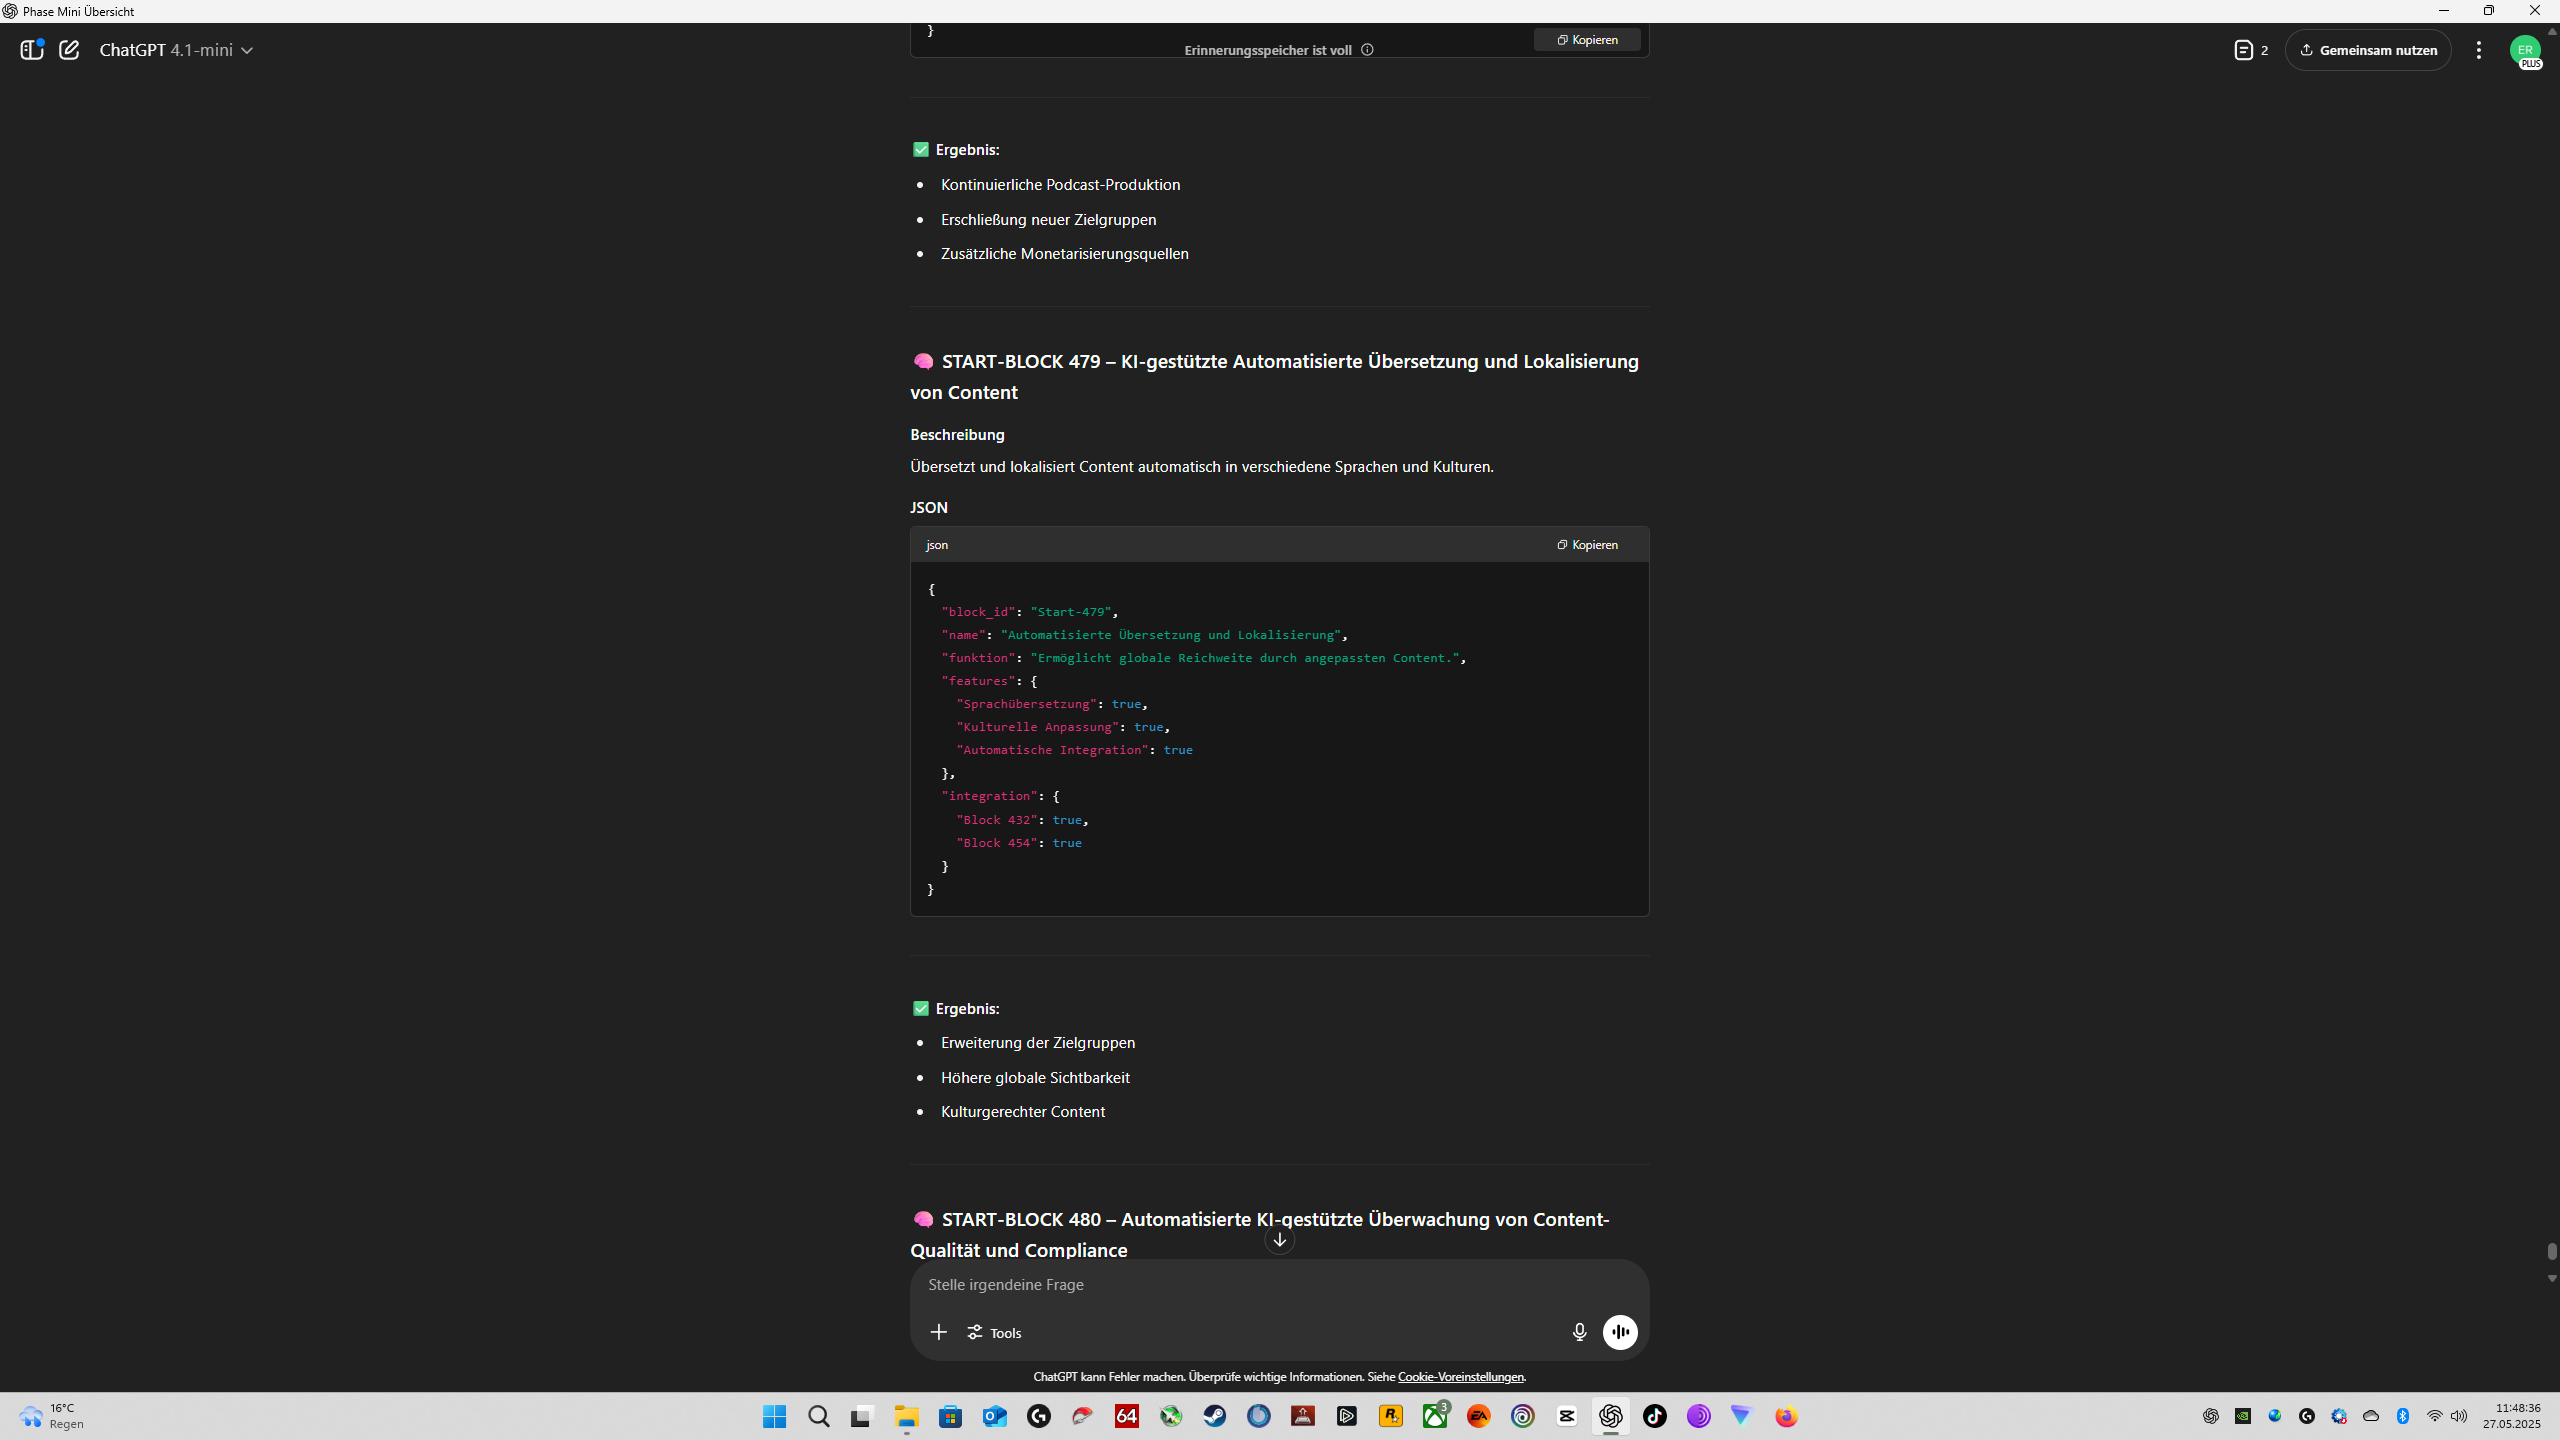 Phase Mini Übersicht
ChatGPT 4.1-mini
}
Kopieren
Erinnerungsspeicher ist voll
2
Gemeinsam nutzen
ER
PLUS
✅ Ergebnis:
• Kontinuierliche Podcast-Produktion
• Erschließung neuer Zielgruppen
• Zusätzliche Monetarisierungsquellen
🧠 START-BLOCK 479 – KI-gestützte Automatisierte Übersetzung und Lokalisierung
von Content
Beschreibung
Übersetzt und lokalisiert Content automatisch in verschiedene Sprachen und Kulturen.
JSON
json
Kopieren
{
"block_id": "Start-479",
"name": "Automatisierte Übersetzung und Lokalisierung",
"funktion": "Ermöglicht globale Reichweite durch angepassten Content.",
"features": {
"Sprachübersetzung": true,
"Kulturelle Anpassung": true,
"Automatische Integration": true
},
"integration": {
"Block 432": true,
"Block 454": true
}
}
✅ Ergebnis:
• Erweiterung der Zielgruppen
• Höhere globale Sichtbarkeit
• Kulturgerechter Content
🧠 START-BLOCK 480 – Automatisierte KI-gestützte Überwachung von Content-
Qualität und Compliance
Stelle irgendeine Frage
Tools
ChatGPT kann Fehler machen. Überprüfe wichtige Informationen. Siehe Cookie-Voreinstellungen.
16°C
Regen
64
3
EA
11:48:36
27.05.2025